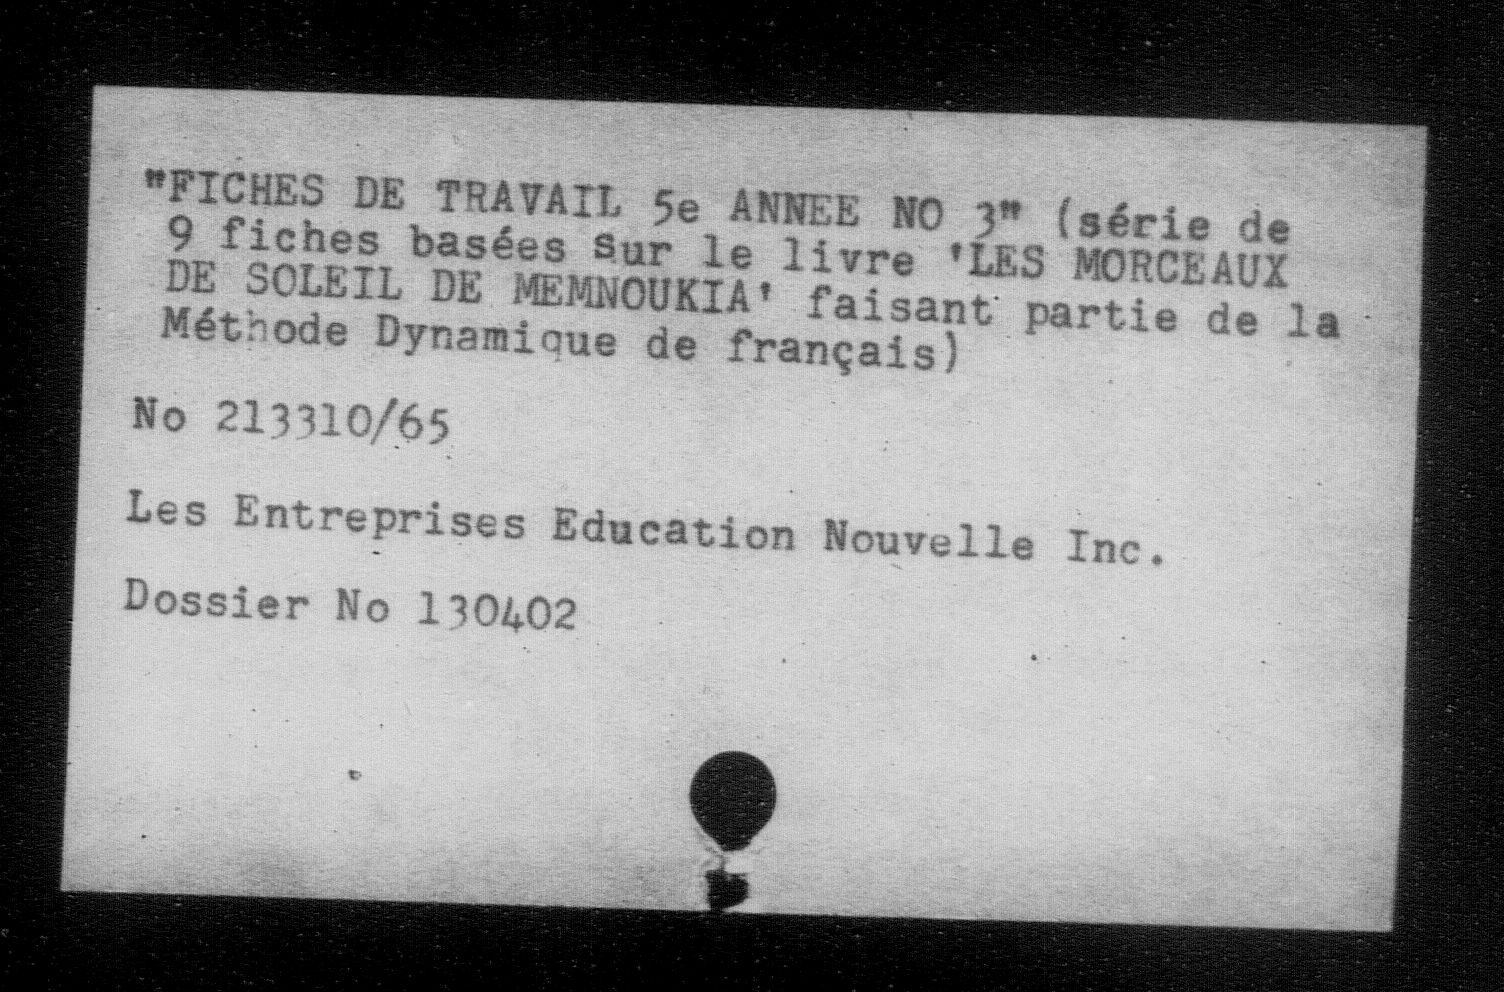 "FICHES DE TRAVAIL 5e ANNEE NO 3" (série de
9 fiches basées sur le livre 'LES MORCEAUX
DE SOLEIL DE MEMNOUKIA' faisant partie de la
Méthode Dynamique de français)
No 213310/65
Les Entreprises Education Nouvelle Inc.
Dossier No 130402